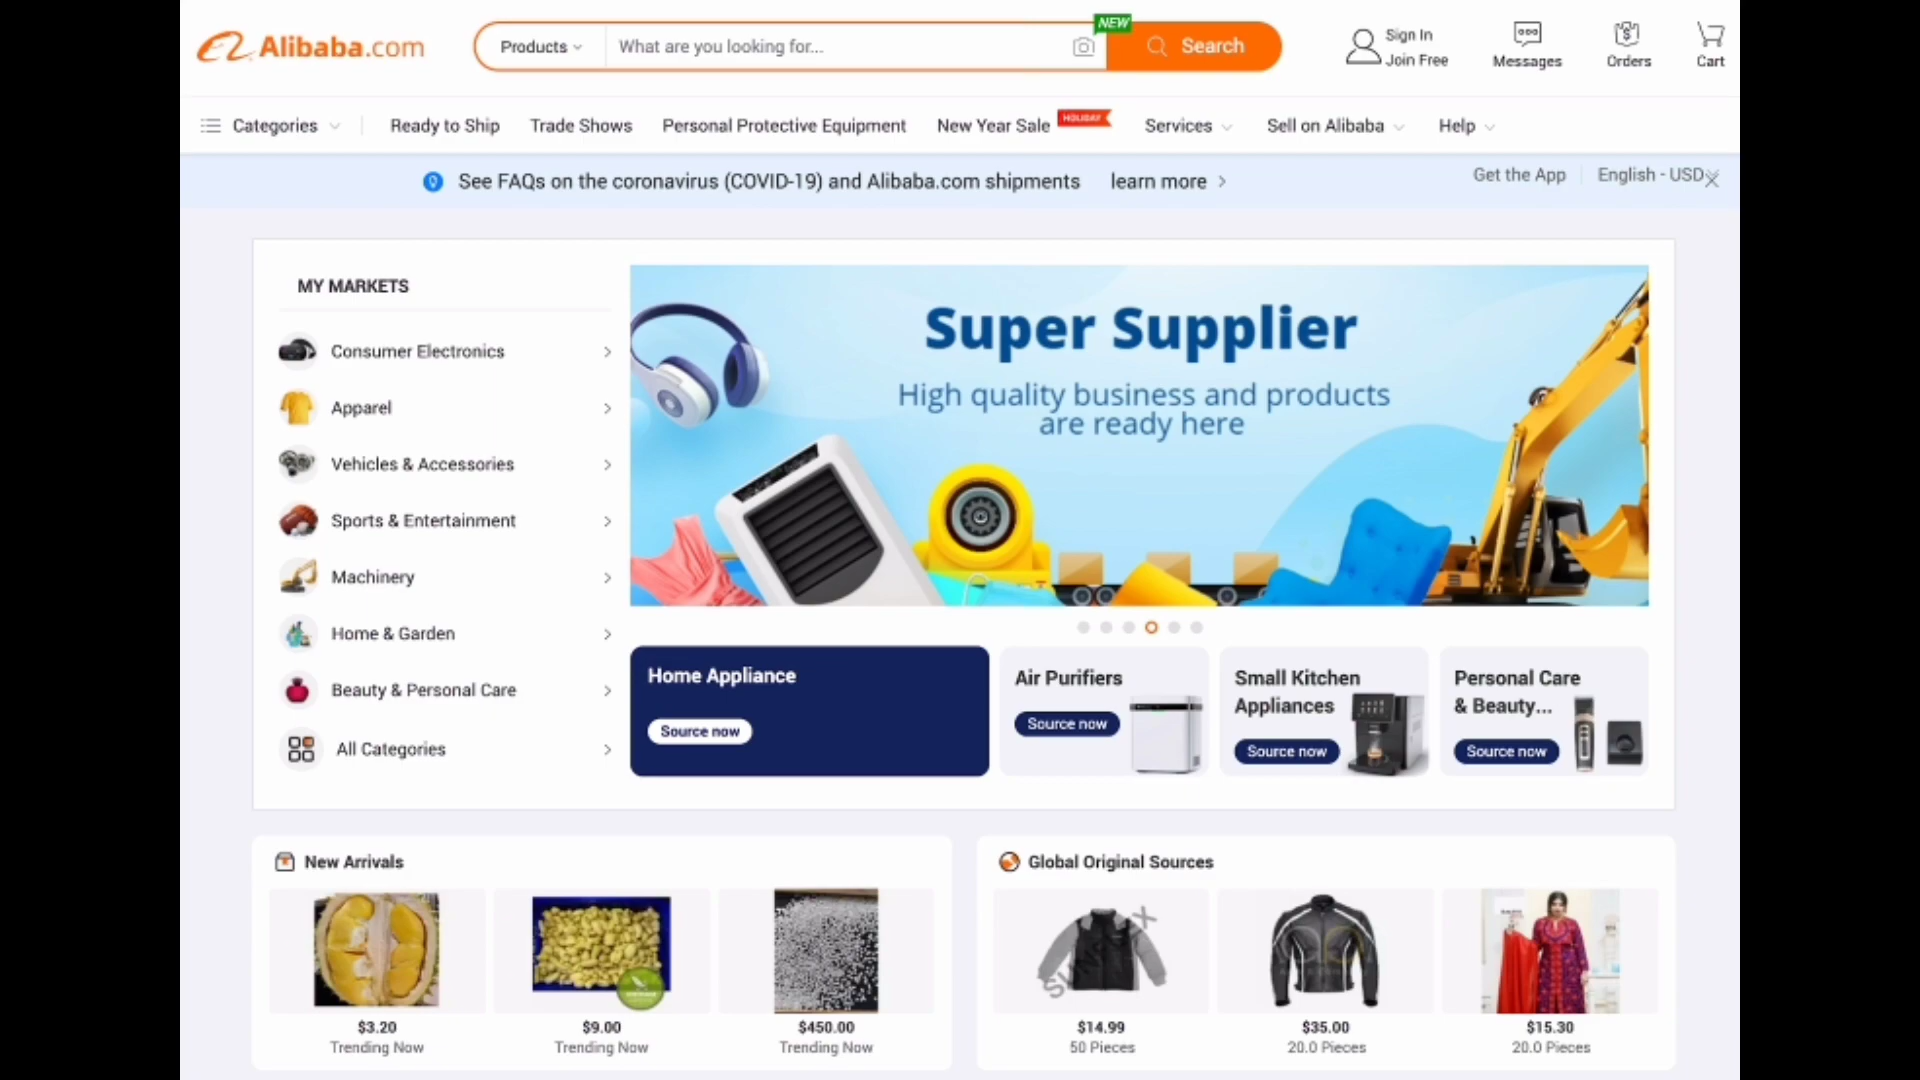 Alibaba.com
Products
What are you looking for...
NEW
Search
Sign In
Join Free
Messages
Orders
Cart
Categories
Ready to Ship
Trade Shows
Personal Protective Equipment
New Year Sale
HOLIDAY
Services
Sell on Alibaba
Help
See FAQs on the coronavirus (COVID-19) and Alibaba.com shipments
learn more
Get the App
English - USD
MY MARKETS
Consumer Electronics
Apparel
Vehicles & Accessories
Sports & Entertainment
Machinery
Home & Garden
Beauty & Personal Care
All Categories
Super Supplier
High quality business and products
are ready here
Home Appliance
Source now
Air Purifiers
Source now
Small Kitchen
Appliances
Source now
Personal Care
& Beauty...
Source now
New Arrivals
$3.20
Trending Now
$9.00
Trending Now
$450.00
Trending Now
Global Original Sources
$14.99
50 Pieces
$35.00
20.0 Pieces
$15.30
20.0 Pieces